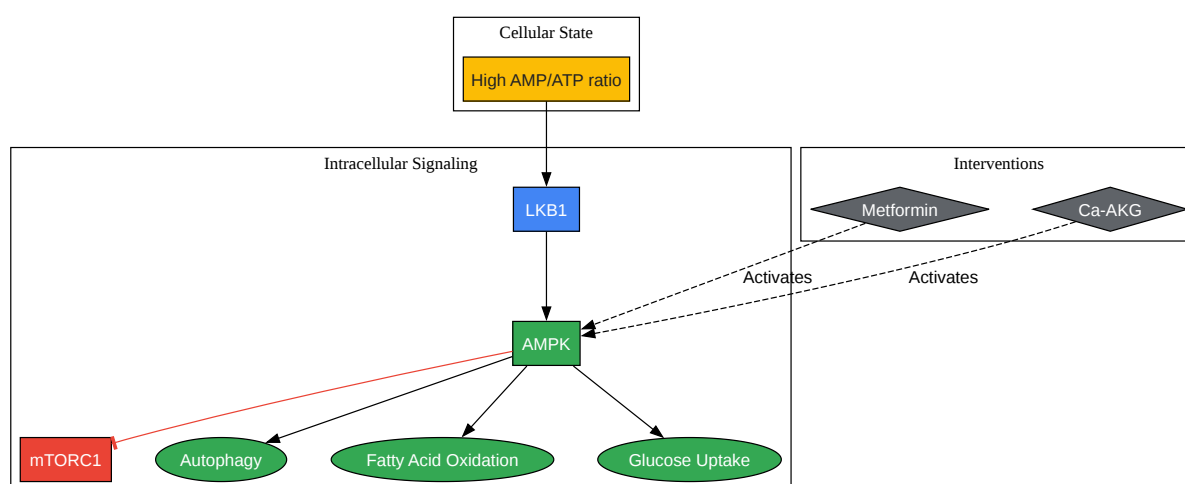 Cellular State
High AMP/ATP ratio
Intracellular Signaling
Interventions
LKB1
Metformin
Ca-AKG
Activates
Activates
AMPK
mTORC1
Autophagy
Fatty Acid Oxidation
Glucose Uptake